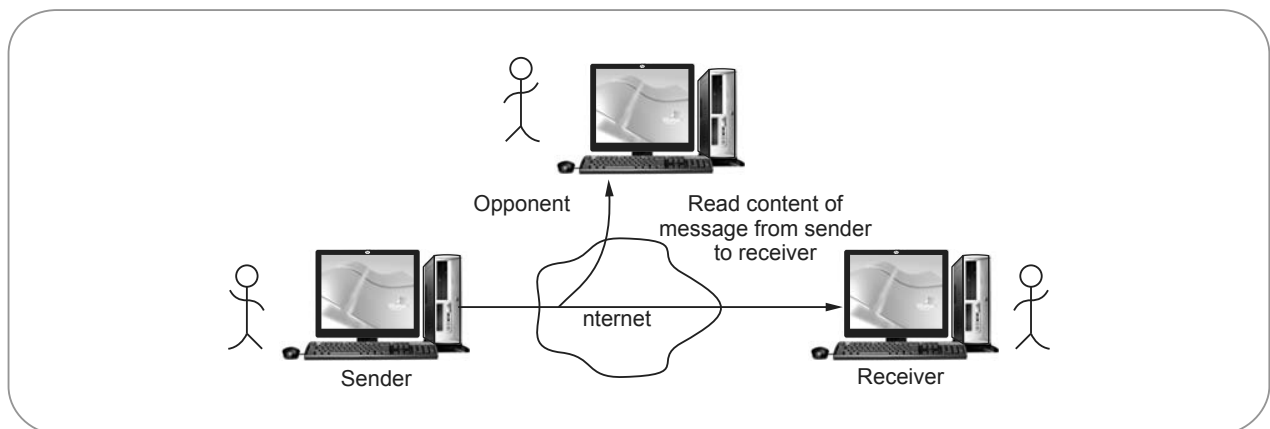 Opponent
Read content of
message from sender
to receiver
nternet
Sender
Receiver